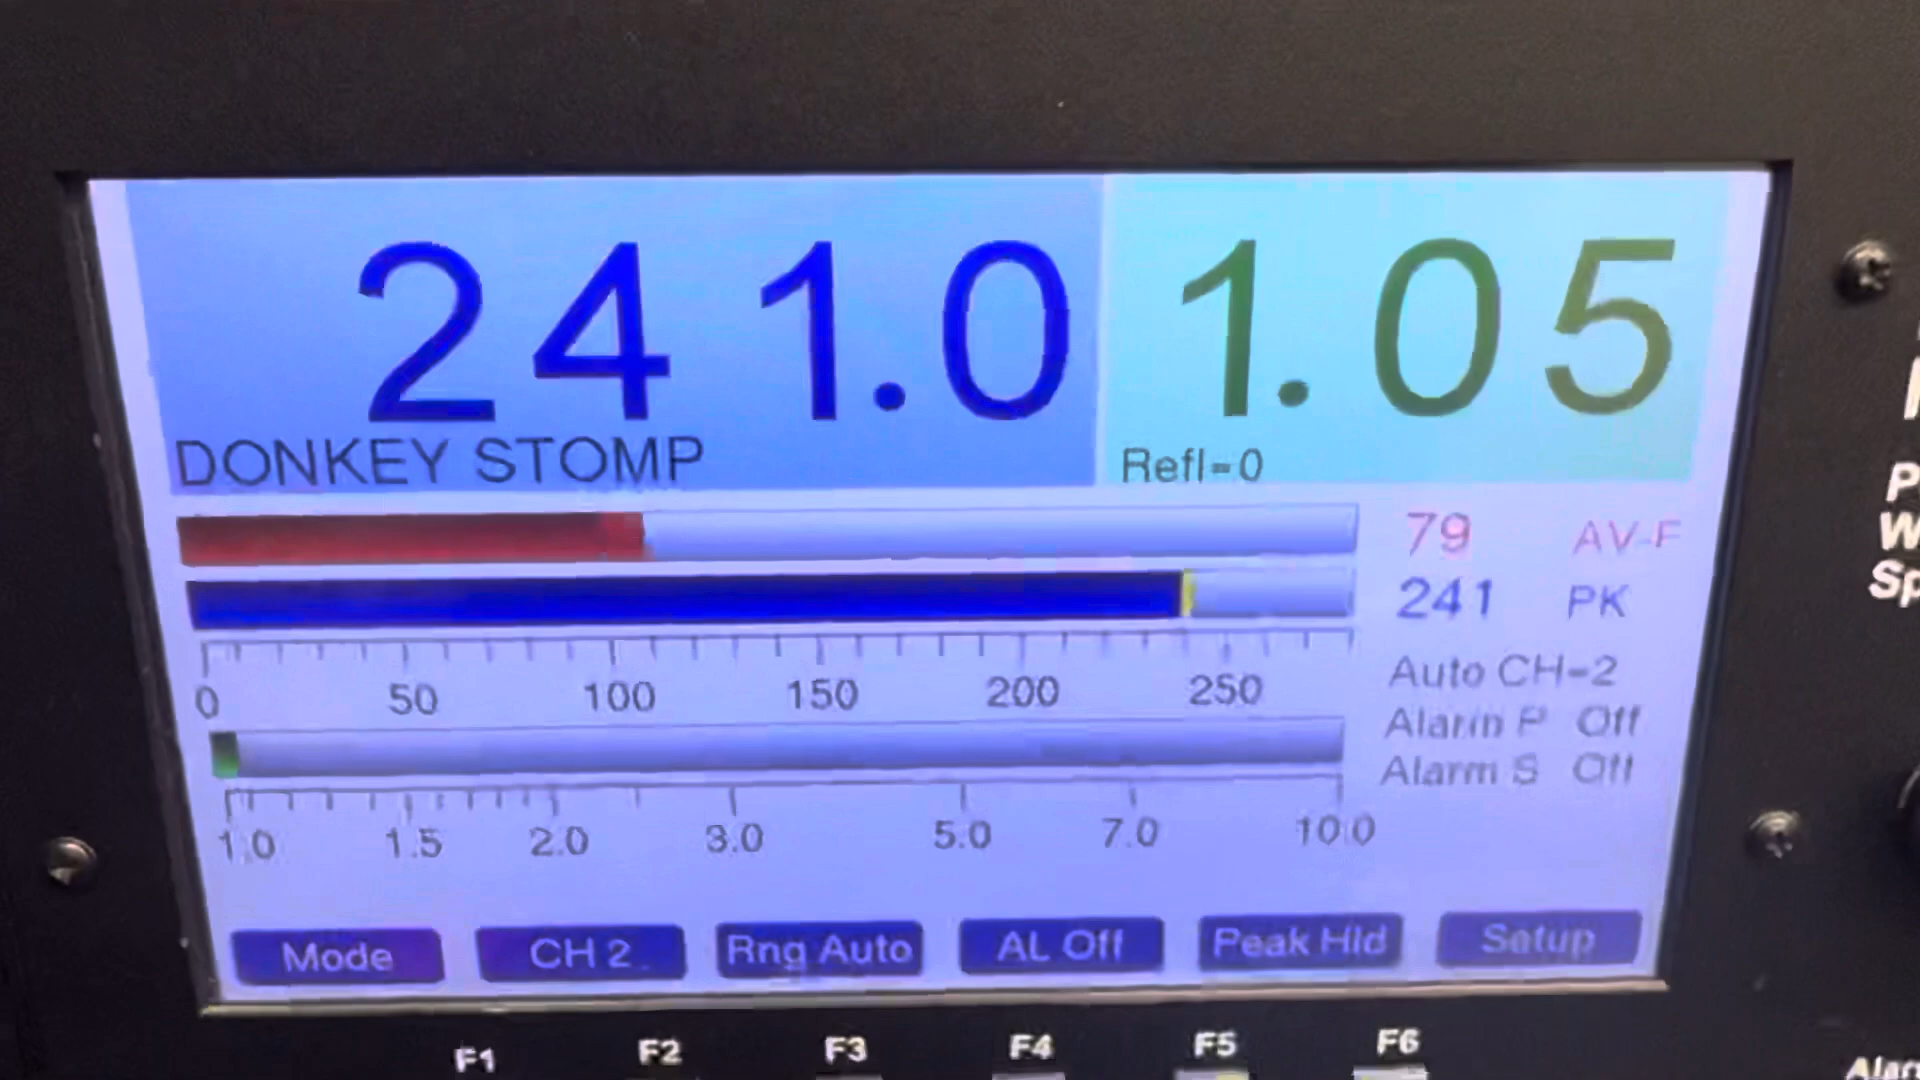 241.0 1.05
DONKEY STOMP Refl=0
79 AV-F
241 PK
0 50 100 150 200 250
Auto CH=2
Alarm P Off
Alarm S Off
1.0 1.5 2.0 3.0 5.0 7.0 10.0
Mode CH 2 Rng Auto AL Off Peak Hld Setup
F1 F2 F3 F4 F5 F6